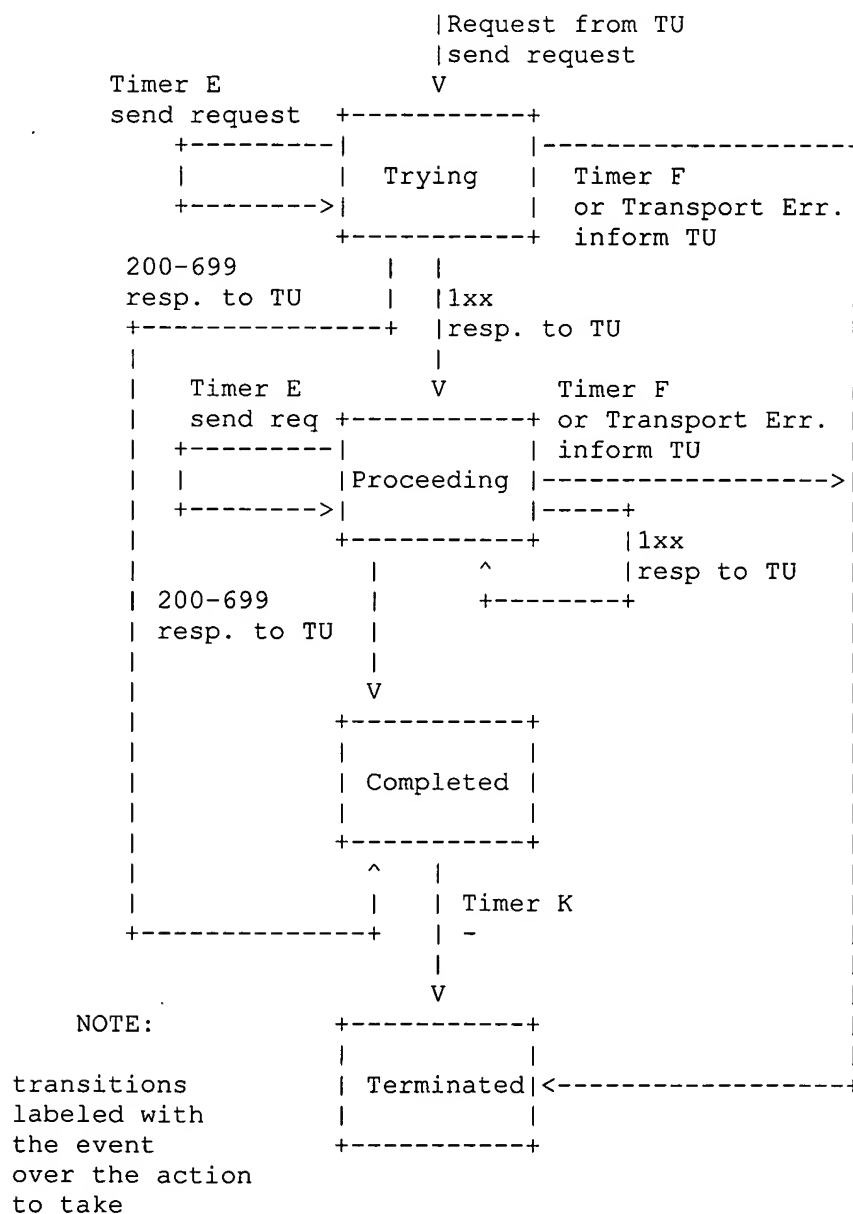 |Request from TU
|send request
Timer E V
send request +-----------+
+---------| |---------------------
| | Trying | Timer F
+-------->| | or Transport Err.
+-----------+ inform TU
200-699 | |
resp. to TU | |1xx
+---------------+ |resp. to TU
| |
| Timer E V Timer F
| send req +-----------+ or Transport Err.
| +---------| | inform TU
| | |Proceeding |------------------>|
| +-------->| |-----+
| +-----------+ |1xx
| | ^ |resp to TU
| 200-699 | +--------+
| resp. to TU |
| |
| V
| +-----------+
| | |
| | Completed |
| | |
| +-----------+
| ^ |
| | | Timer K
+--------------+ | -
|
V
NOTE: +-----------+
| |
transitions | Terminated|<------------------+
labeled with | |
the event +-----------+
over the action
to take